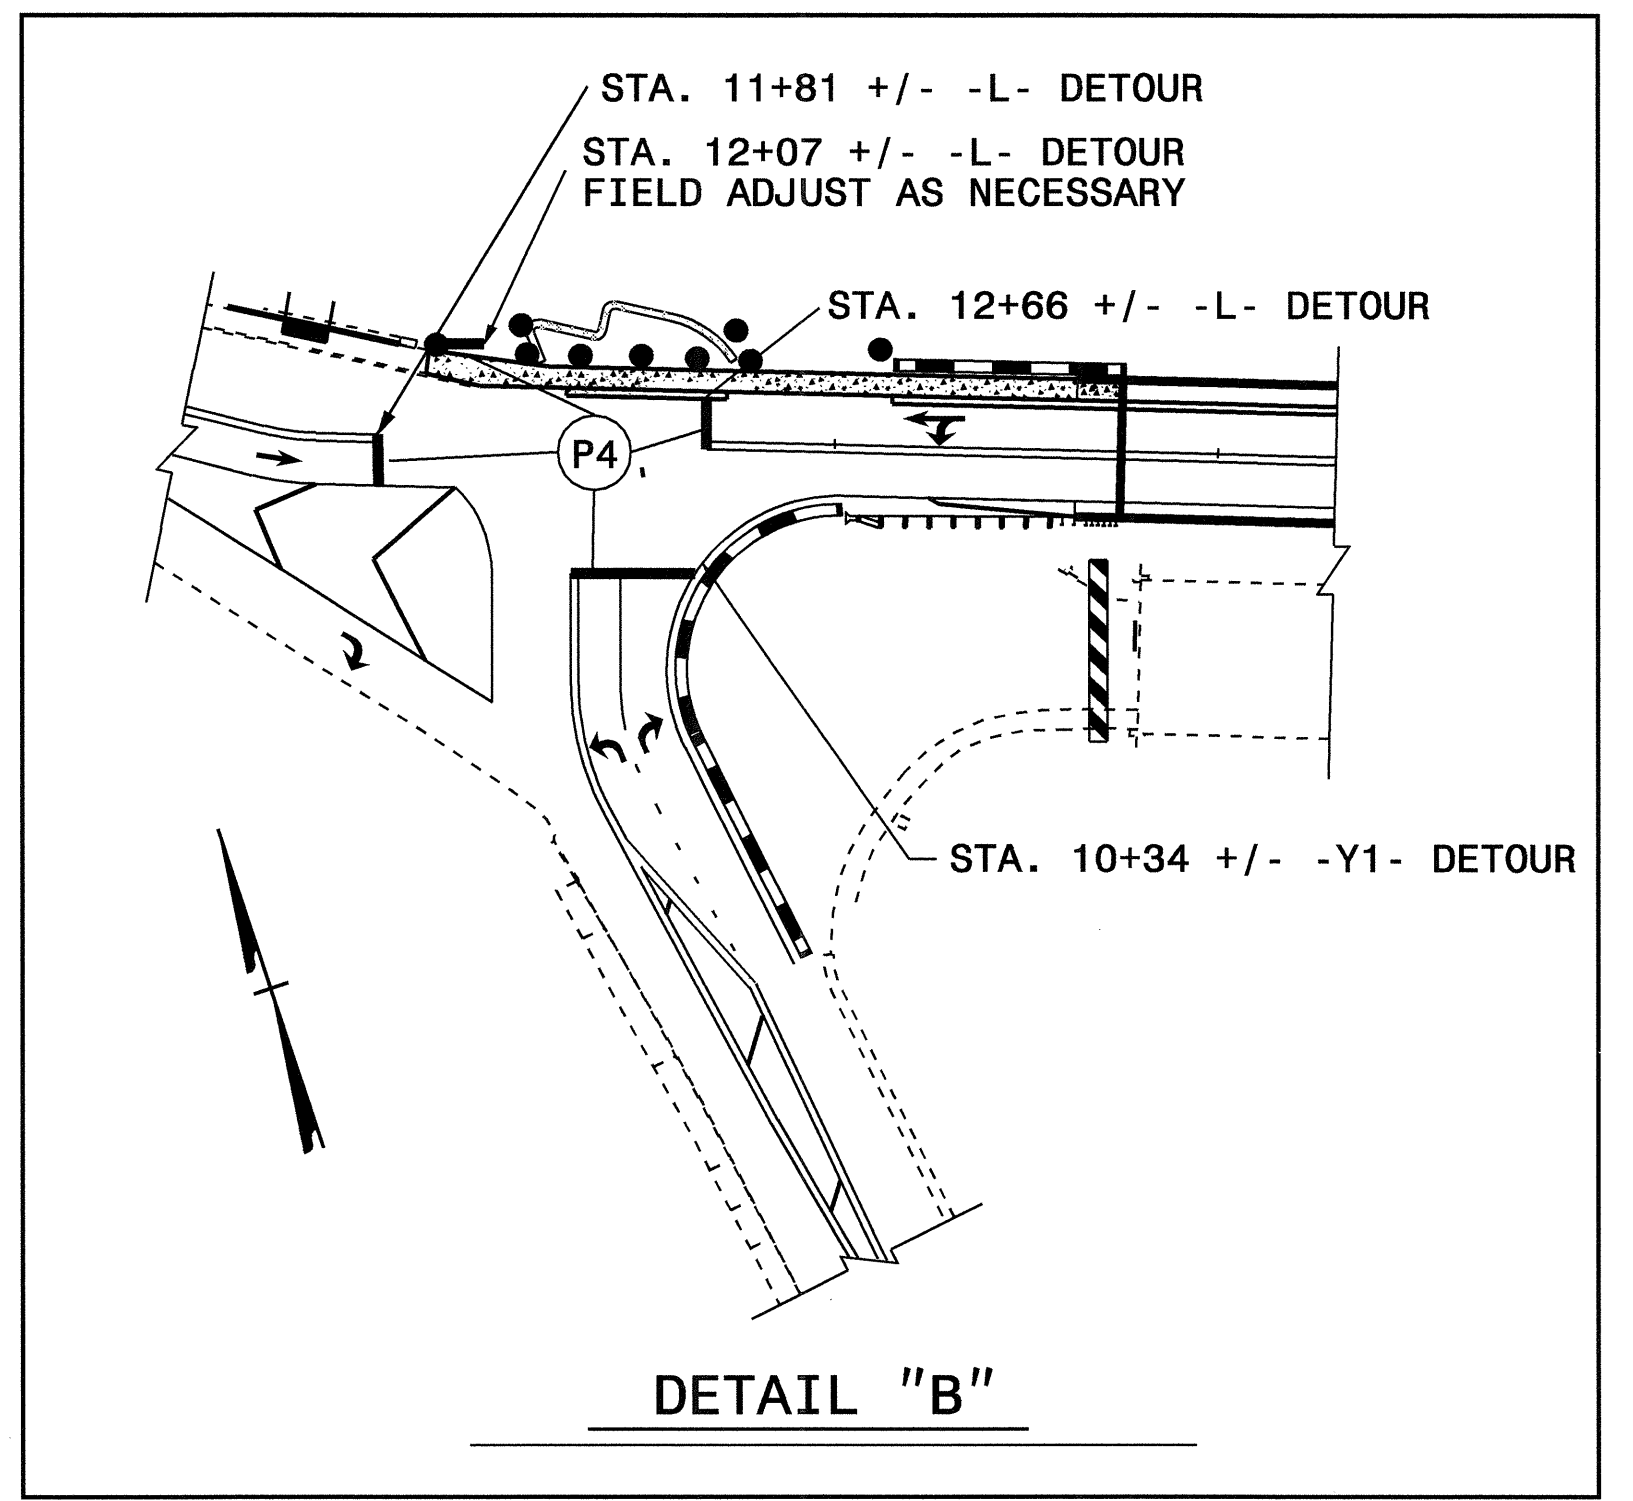 STA. 11+81 +/- -L- DETOUR
STA. 12+07 +/- -L- DETOUR
FIELD ADJUST AS NECESSARY
STA. 12+66 +/- -L- DETOUR
P4
STA. 10+34 +/- -Y1- DETOUR
DETAIL "B"